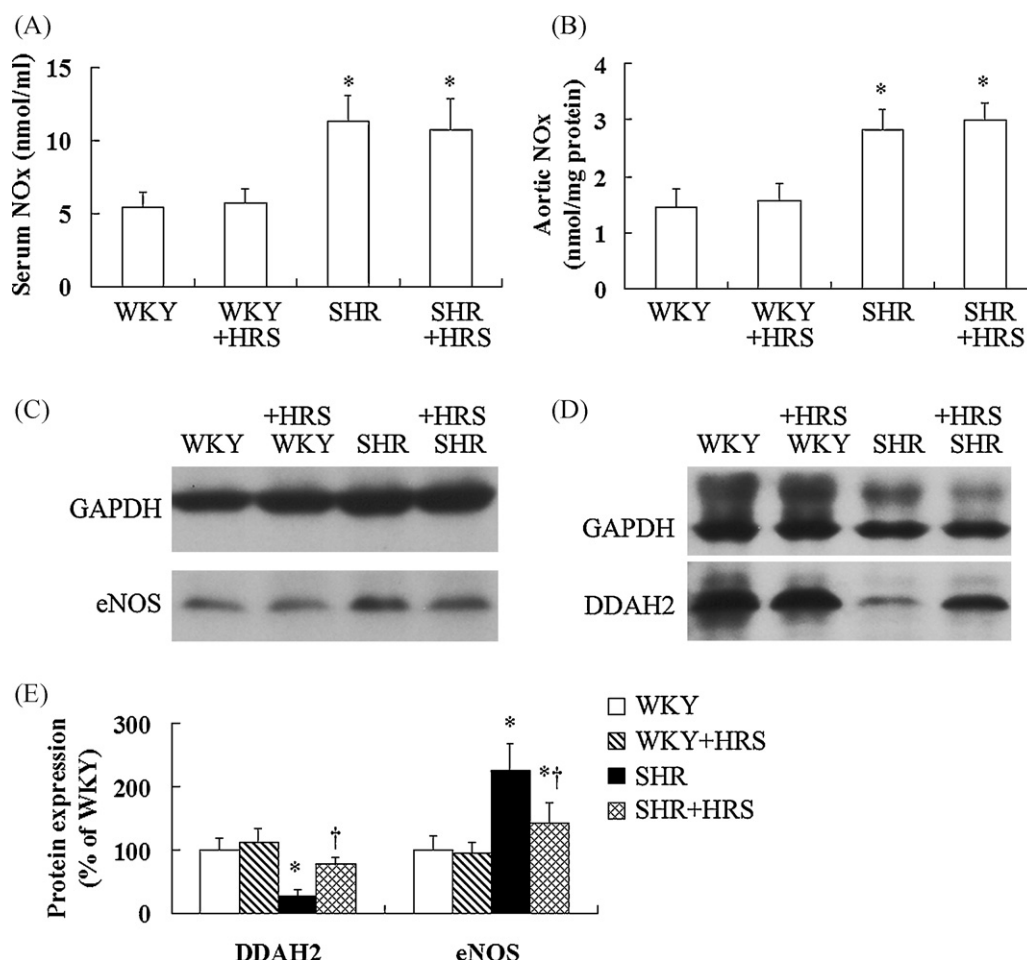 (A)
Serum NOx (nmol/ml)
15
10
5
0
*
*
WKY
WKY
+HRS
SHR
SHR
+HRS
(B)
Aortic NOx
(nmol/mg protein)
4
3
2
1
0
*
*
WKY
WKY
+HRS
SHR
SHR
+HRS
(C)
+HRS +HRS
WKY WKY SHR SHR
GAPDH
eNOS
(D)
+HRS +HRS
WKY WKY SHR SHR
GAPDH
DDAH2
(E)
Protein expression
(% of WKY)
300
200
100
0
*
†
*
*†
DDAH2 eNOS
WKY
WKY+HRS
SHR
SHR+HRS